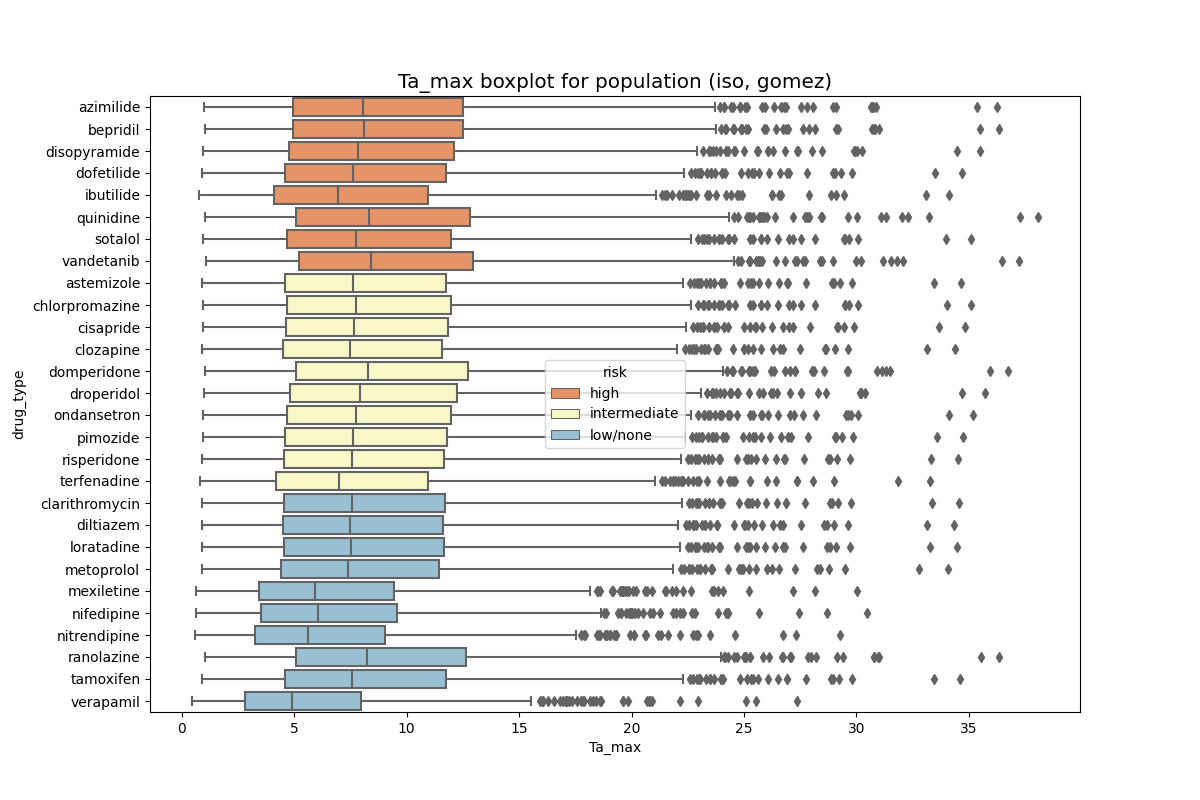 Ta_max boxplot for population (iso, gomez)
drug_type
azimilide
bepridil
disopyramide
dofetilide
ibutilide
quinidine
sotalol
vandetanib
astemizole
chlorpromazine
cisapride
clozapine
domperidone
droperidol
ondansetron
pimozide
risperidone
terfenadine
clarithromycin
diltiazem
loratadine
metoprolol
mexiletine
nifedipine
nitrendipine
ranolazine
tamoxifen
verapamil
risk
high
intermediate
low/none
0 5 10 15 20 25 30 35
Ta_max